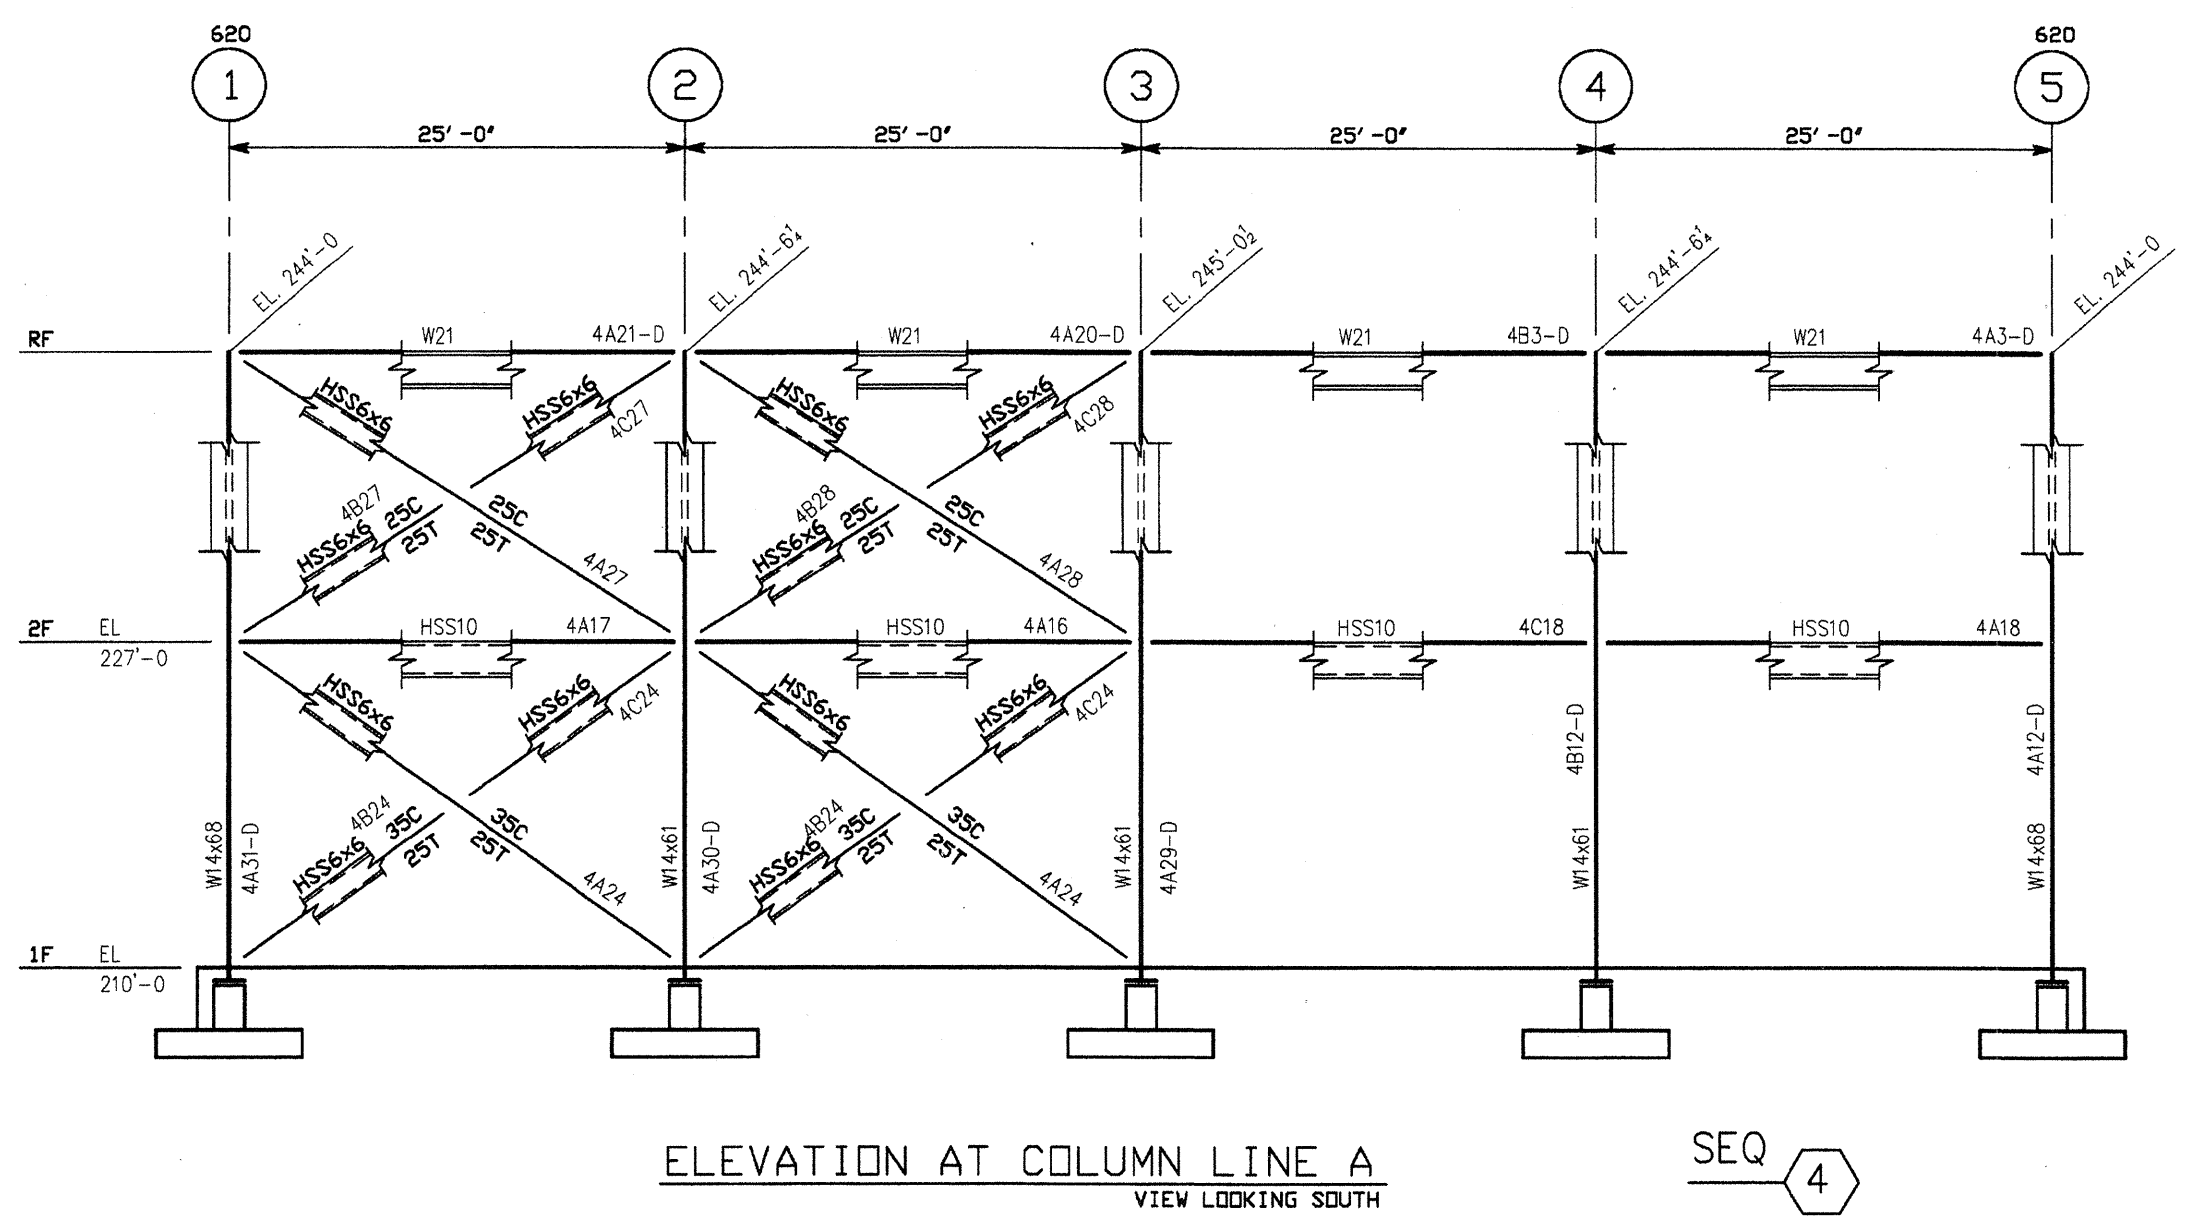 620 620
1 2 3 4 5
25'-0" 25'-0" 25'-0" 25'-0"
EL. 244'-0 EL. 244'-6¼ EL. 245'-0½ EL. 244'-6¼ EL. 244'-0
RF W21 4A21-D W21 4A20-D W21 4B3-D W21 4A3-D
HSS6x6 HSS6x6 4C27 HSS6x6 HSS6x6 4C28
4B27 25C 25C 4B28 25C 25C
HSS6x6 25T 25T 4A27 HSS6x6 25T 25T 4A28
2F EL HSS10 4A17 HSS10 4A16 HSS10 4C18 HSS10 4A18
227'-0
HSS6x6 HSS6x6 4C24 HSS6x6 HSS6x6 4C24
4B12-D 4A12-D
4B24 35C 35C 4B24 35C 35C
HSS6x6 25T 25T 4A24 HSS6x6 25T 25T 4A24
W14x68 4A31-D W14x61 4A30-D W14x61 4A29-D W14x61 W14x68
1F EL
210'-0
ELEVATION AT COLUMN LINE A
VIEW LOOKING SOUTH
SEQ 4